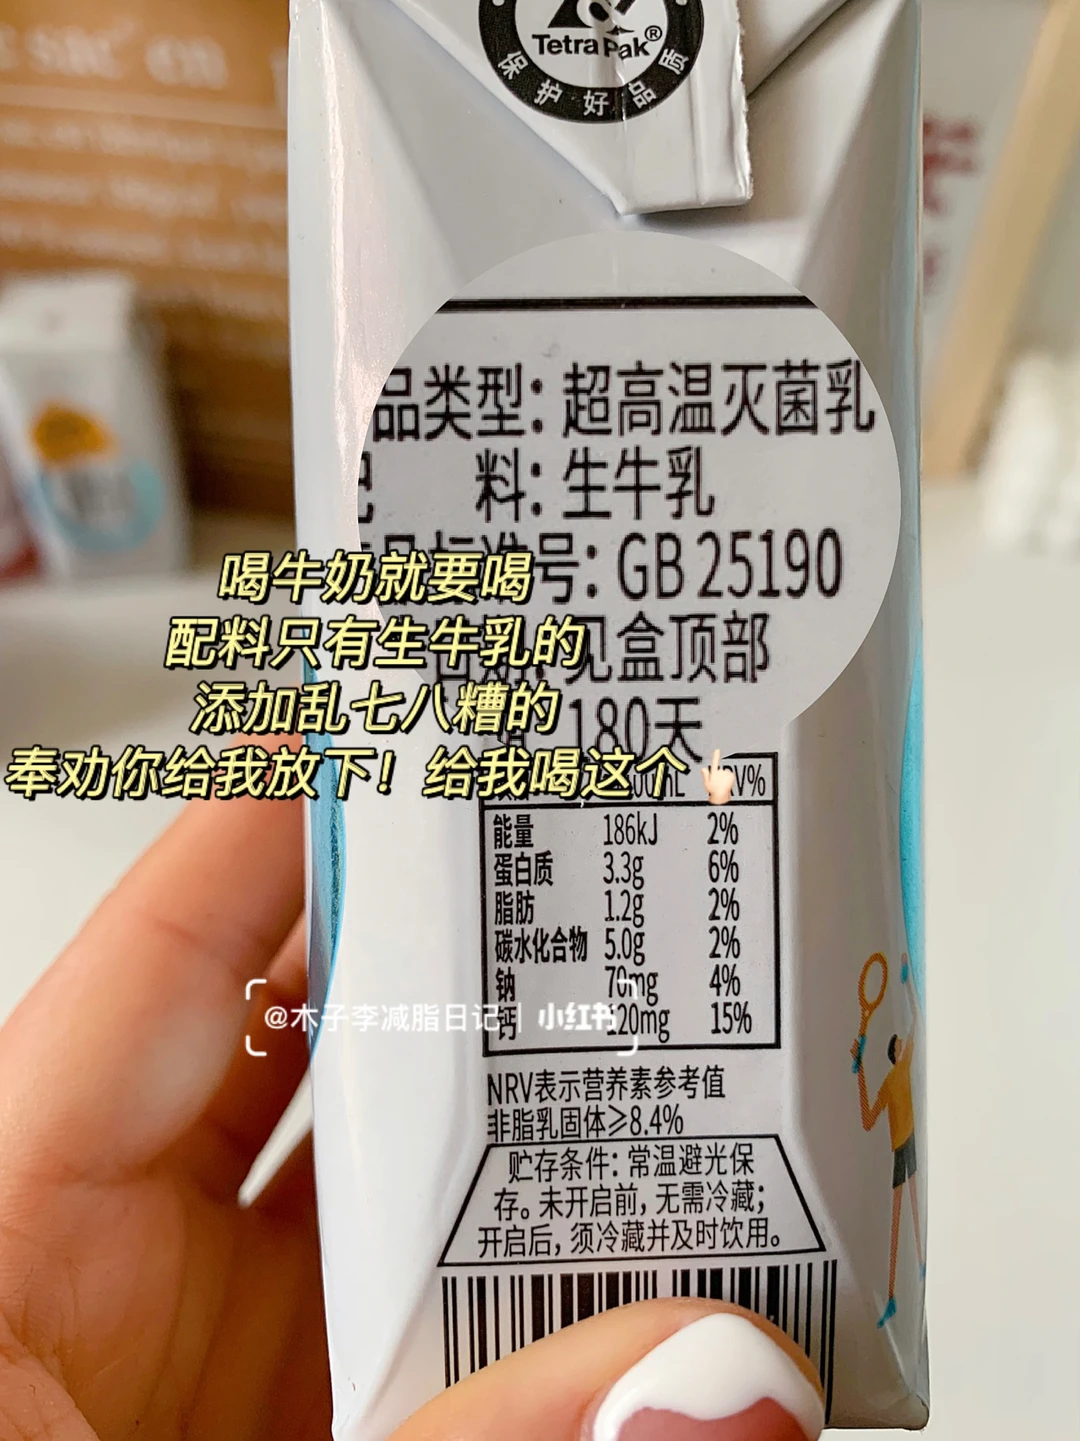 TetraPak®
保护好品质
品类型：超高温灭菌乳
料：生牛乳
号：GB 25190
见盒顶部
180天
喝牛奶就要喝
配料只有生牛乳的
添加乱七八糟的
奉劝你给我放下！给我喝这个
能量 186kJ 2%
蛋白质 3.3g 6%
脂肪 1.2g 2%
碳水化合物 5.0g 2%
钠 70mg 4%
钙 120mg 15%
@木子李减脂日记 | 小红书
NRV表示营养素参考值
非脂乳固体≥8.4%
贮存条件：常温避光保
存。未开启前，无需冷藏；
开启后，须冷藏并及时饮用。